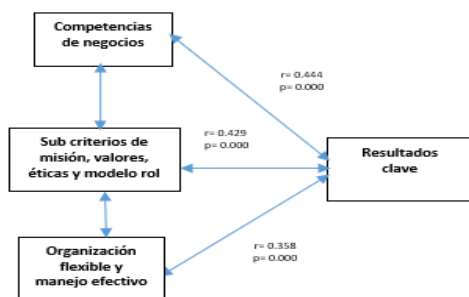 Competencias
de negocios
r= 0.444
p= 0.000
Sub criterios de
misión, valores,
éticas y modelo rol
r= 0.429
p= 0.000
Resultados
clave
r= 0.358
p= 0.000
Organización
flexible y
manejo efectivo